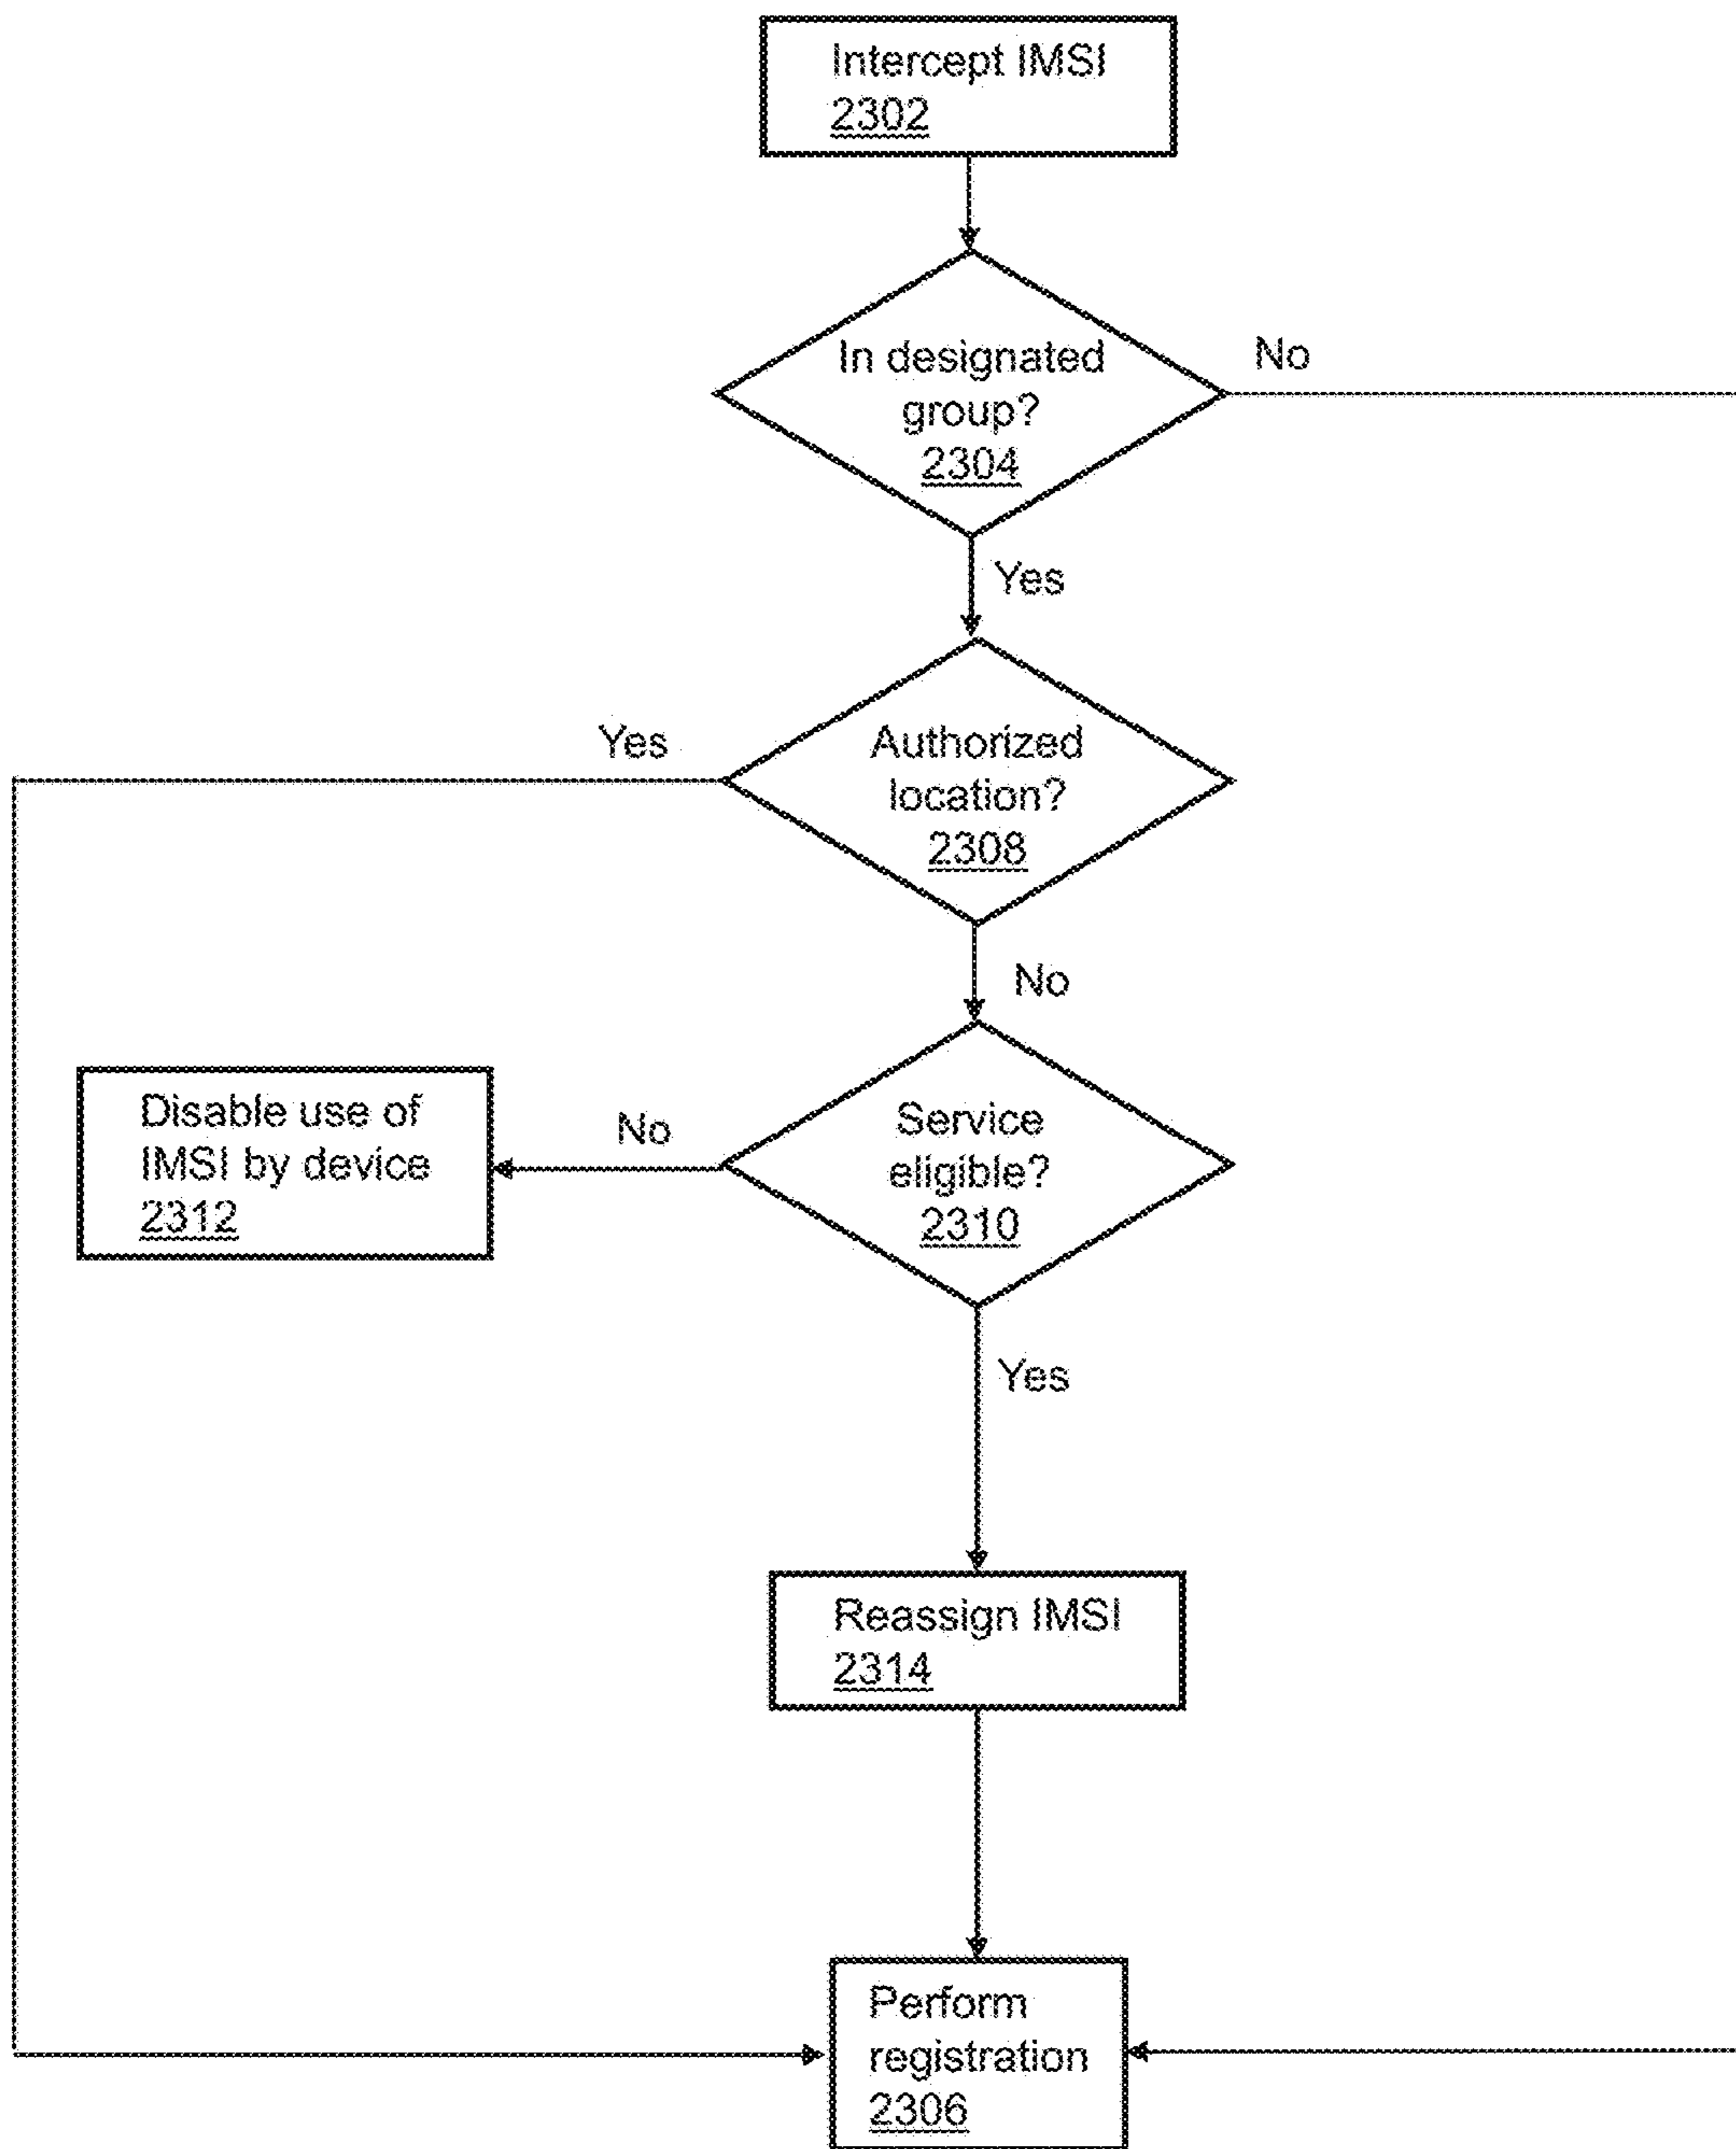 Intercept IMSI
2302
In designated
group?
2304
No
Yes
Authorized
location?
2308
Yes
No
Service
eligible?
2310
No
Disable use of
IMSI by device
2312
Yes
Reassign IMSI
2314
Perform
registration
2306